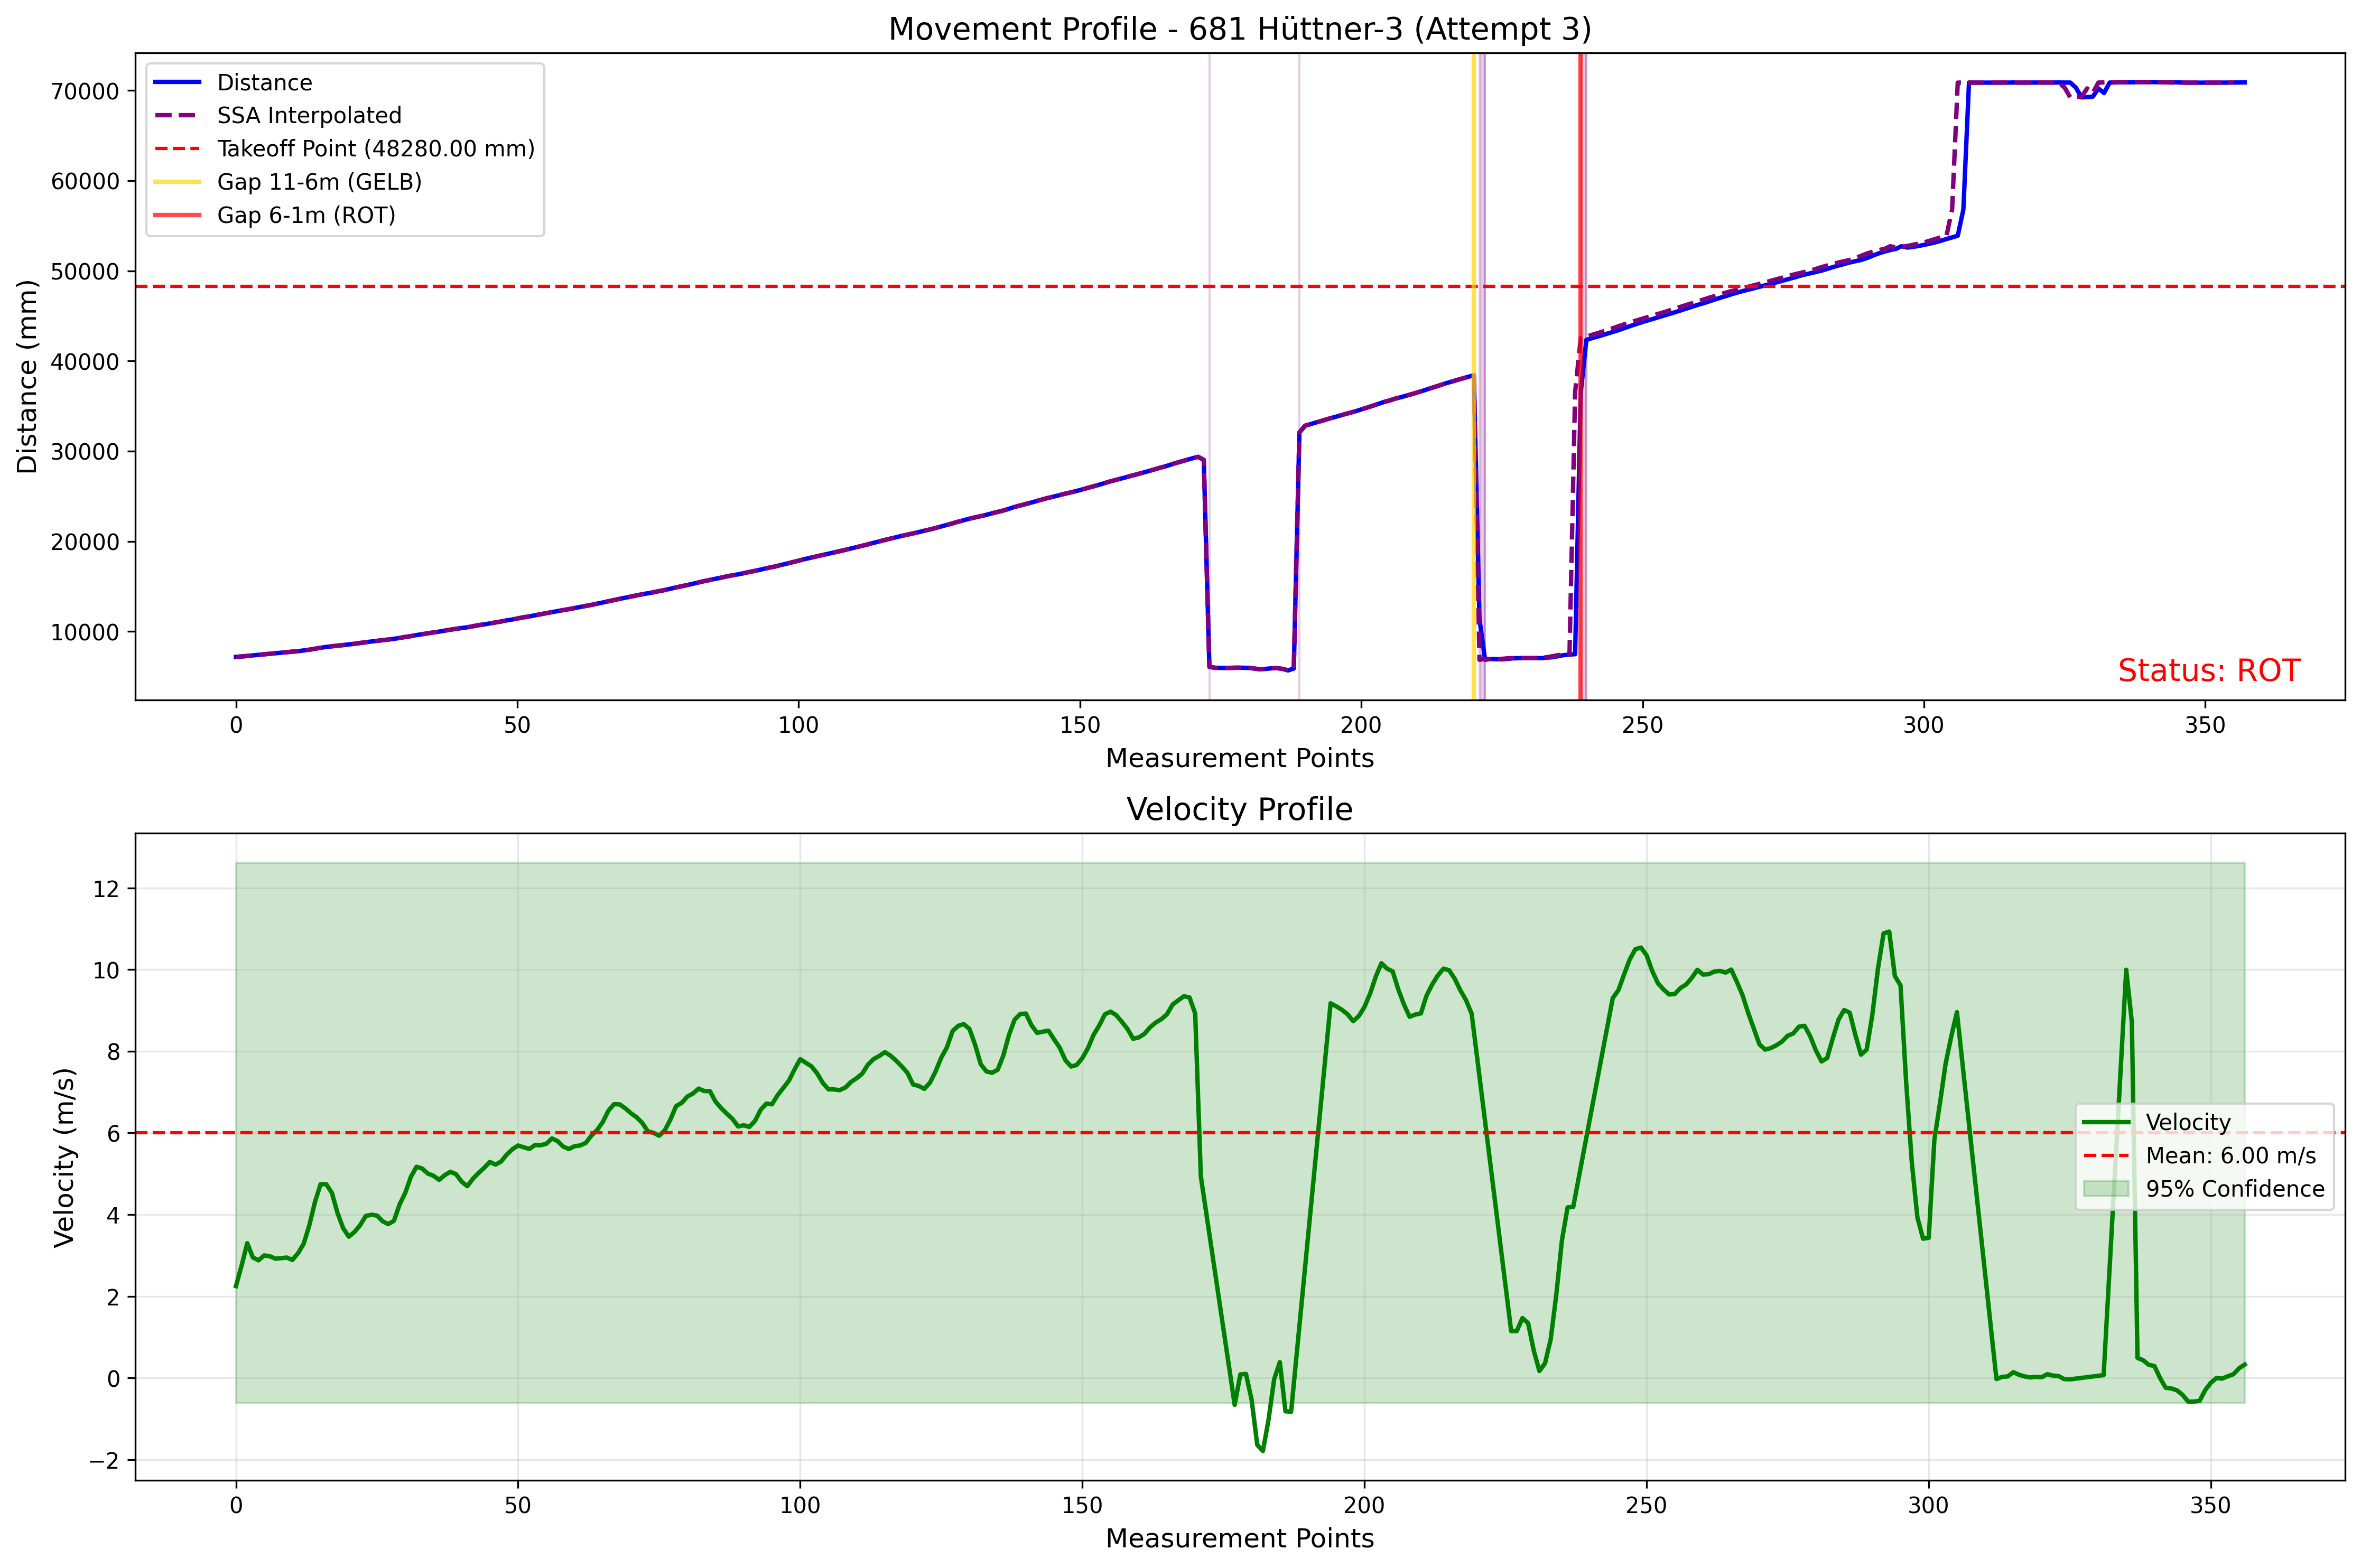 Movement Profile - 681 Hüttner-3 (Attempt 3)
Distance
SSA Interpolated
Takeoff Point (48280.00 mm)
Gap 11-6m (GELB)
Gap 6-1m (ROT)
70000
60000
50000
40000
30000
20000
10000
Distance (mm)
Status: ROT
0 50 100 150 200 250 300 350
Measurement Points
Velocity Profile
12
10
8
6
4
2
0
−2
Velocity (m/s)
Velocity
Mean: 6.00 m/s
95% Confidence
0 50 100 150 200 250 300 350
Measurement Points